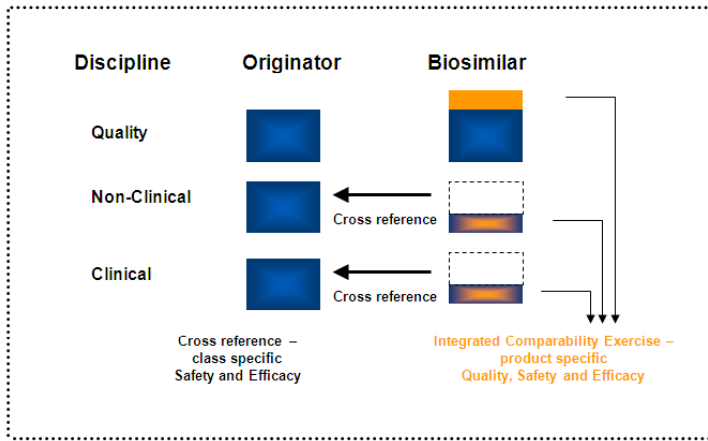 Discipline Originator Biosimilar
Quality
Non-Clinical
Cross reference
Clinical
Cross reference
Cross reference –
class specific
Safety and Efficacy
Integrated Comparability Exercise –
product specific
Quality, Safety and Efficacy